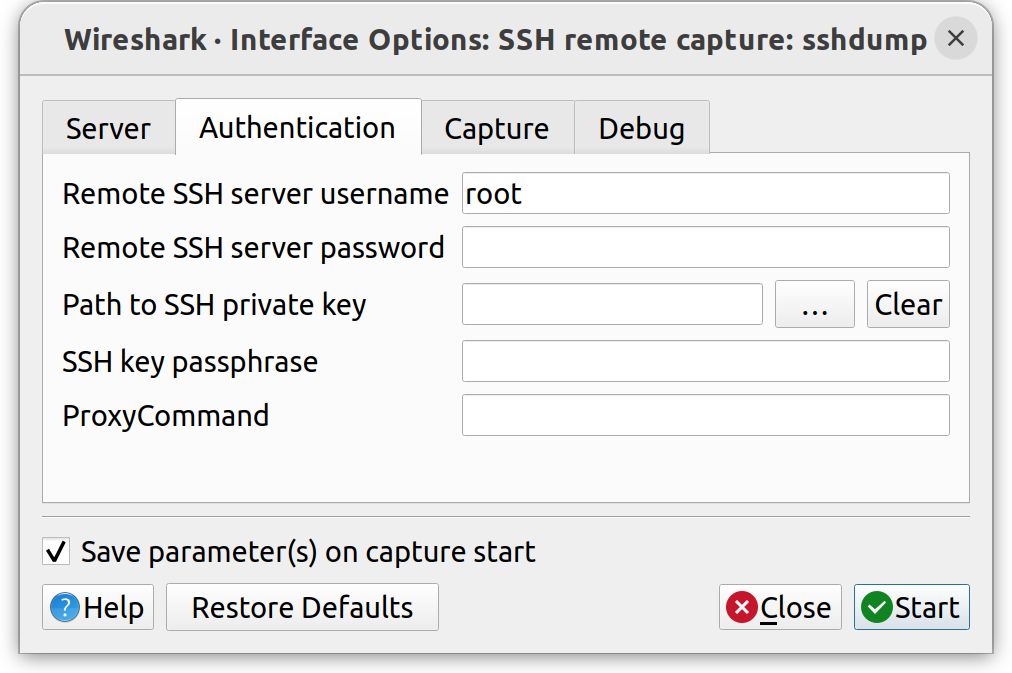 Wireshark · Interface Options: SSH remote capture: sshdump
Server Authentication Capture Debug
Remote SSH server username root
Remote SSH server password
Path to SSH private key ... Clear
SSH key passphrase
ProxyCommand
Save parameter(s) on capture start
? Help Restore Defaults Close Start